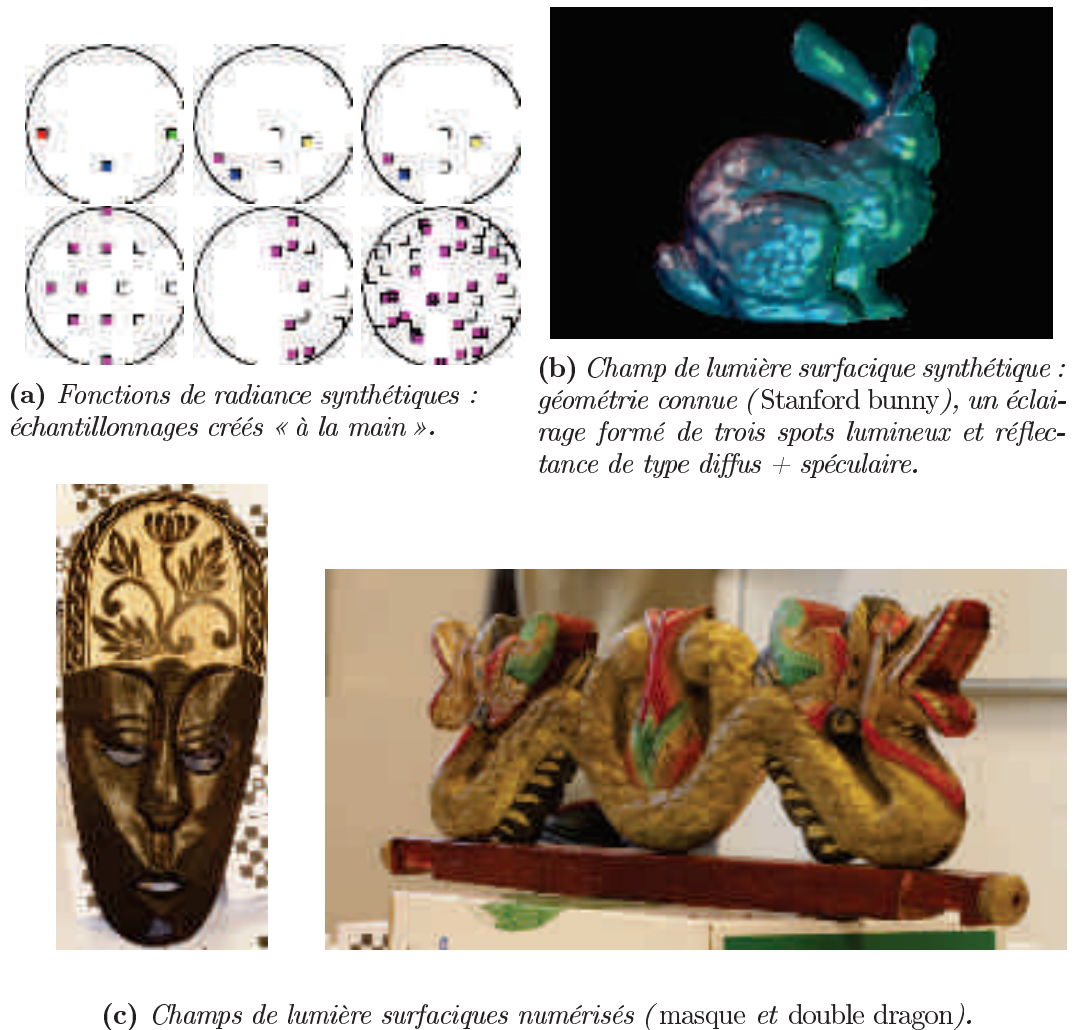 (a) Fonctions de radiance synthétiques :
échantillonnages créés « à la main ».
(b) Champ de lumière surfacique synthétique :
géométrie connue (Stanford bunny), un éclai-
rage formé de trois spots lumineux et réflec-
tance de type diffus + spéculaire.
(c) Champs de lumière surfaciques numérisés (masque et double dragon).